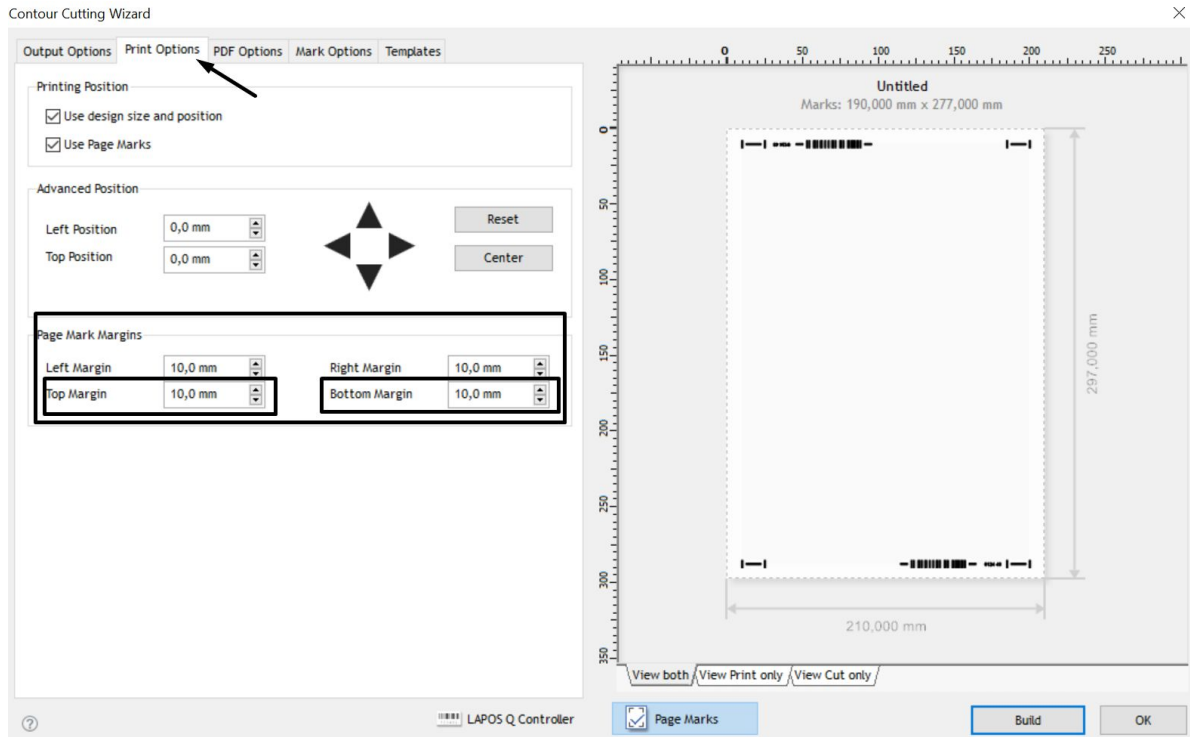 Contour Cutting Wizard
Output Options Print Options PDF Options Mark Options Templates
Printing Position
Use design size and position
Use Page Marks
Advanced Position
Left Position 0,0 mm Reset
Top Position 0,0 mm Center
Page Mark Margins
Left Margin 10,0 mm Right Margin 10,0 mm
Top Margin 10,0 mm Bottom Margin 10,0 mm
LAPOS Q Controller
0 50 100 150 200 250
Untitled
Marks: 190,000 mm x 277,000 mm
0
50
100
150
200
250
300
350
297,000 mm
210,000 mm
View both View Print only View Cut only
Page Marks Build OK